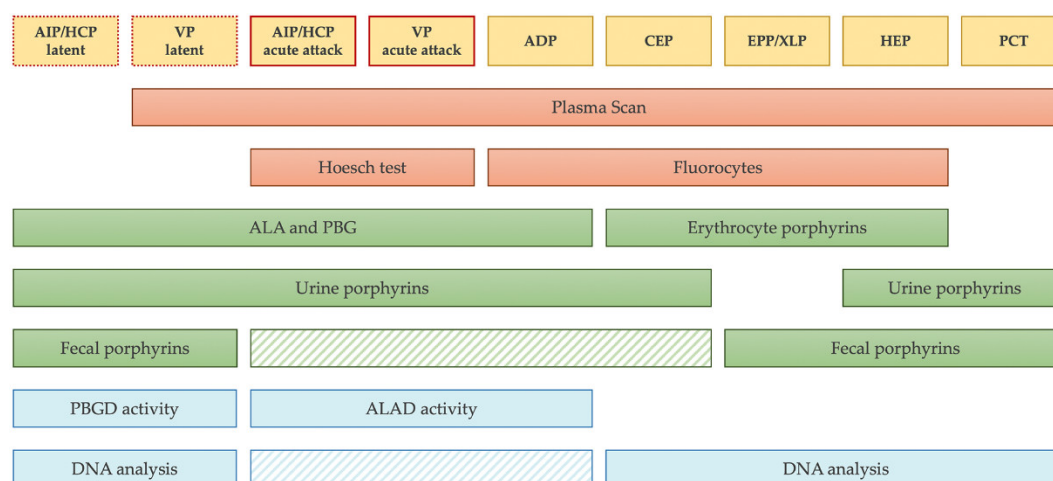 AIP/HCP latent
VP latent
AIP/HCP acute attack
VP acute attack
ADP
CEP
EPP/XLP
HEP
PCT
Plasma Scan
Hoesch test
Fluorocytes
ALA and PBG
Erythrocyte porphyrins
Urine porphyrins
Urine porphyrins
Fecal porphyrins
Fecal porphyrins
PBGD activity
ALAD activity
DNA analysis
DNA analysis